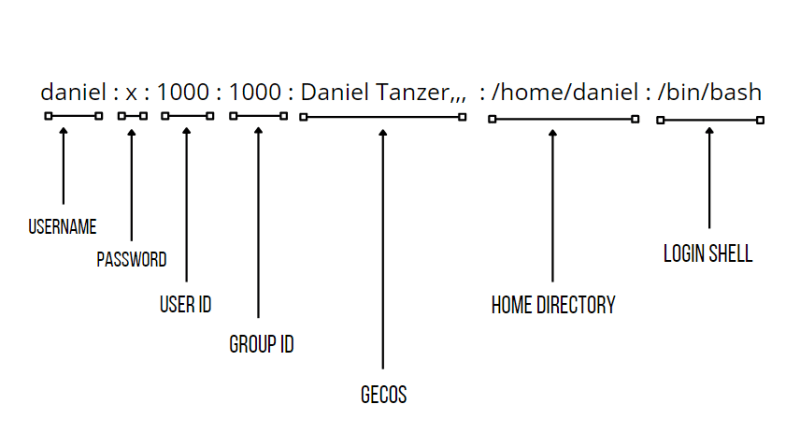 daniel : x : 1000 : 1000 : Daniel Tanzer,,, : /home/daniel : /bin/bash
USERNAME
PASSWORD
USER ID
GROUP ID
GECOS
HOME DIRECTORY
LOGIN SHELL